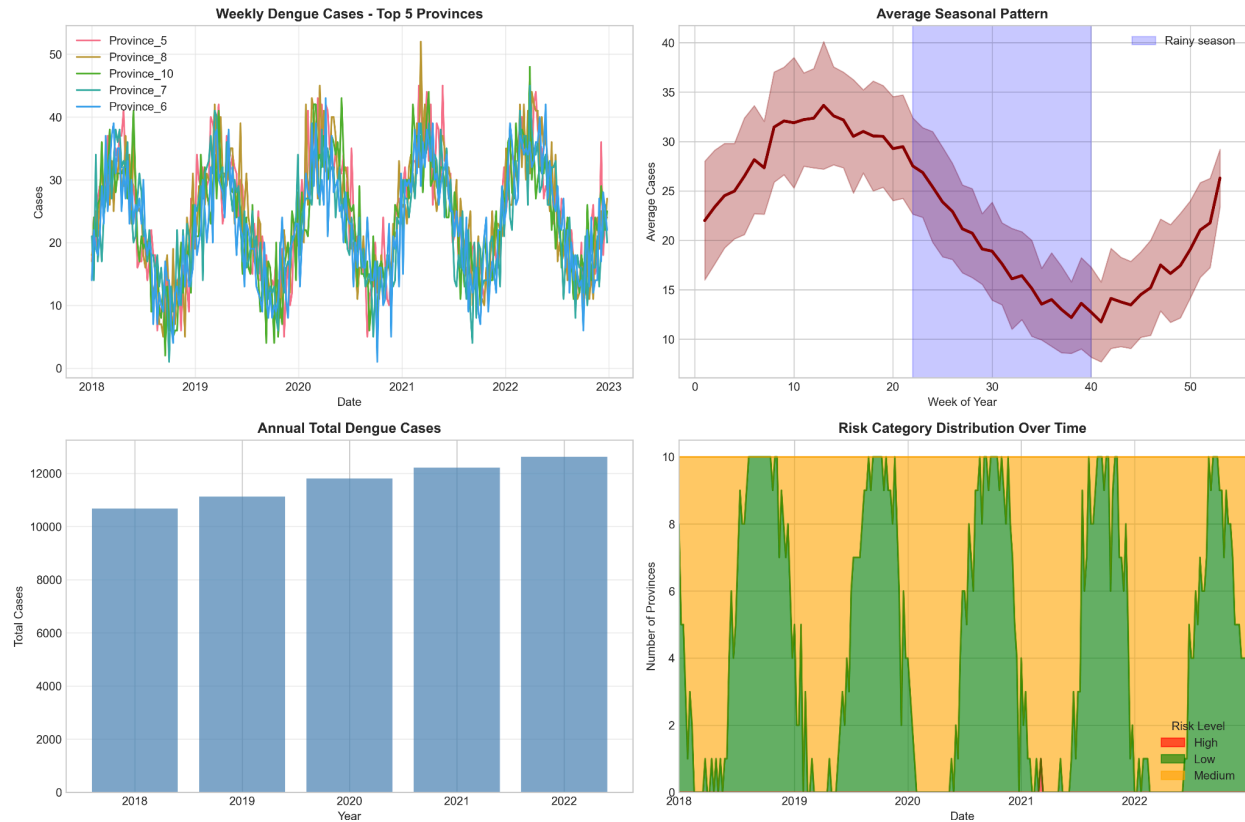 Weekly Dengue Cases - Top 5 Provinces
Province_5
Province_8
Province_10
Province_7
Province_6
Cases
50
40
30
20
10
0
2018
2019
2020
2021
2022
2023
Date
Average Seasonal Pattern
Rainy season
Average Cases
40
35
30
25
20
15
10
0
10
20
30
40
50
Week of Year
Annual Total Dengue Cases
Total Cases
12000
10000
8000
6000
4000
2000
0
2018
2019
2020
2021
2022
Year
Risk Category Distribution Over Time
Number of Provinces
10
8
6
4
2
0
Risk Level
High
Low
Medium
2018
2019
2020
2021
2022
Date